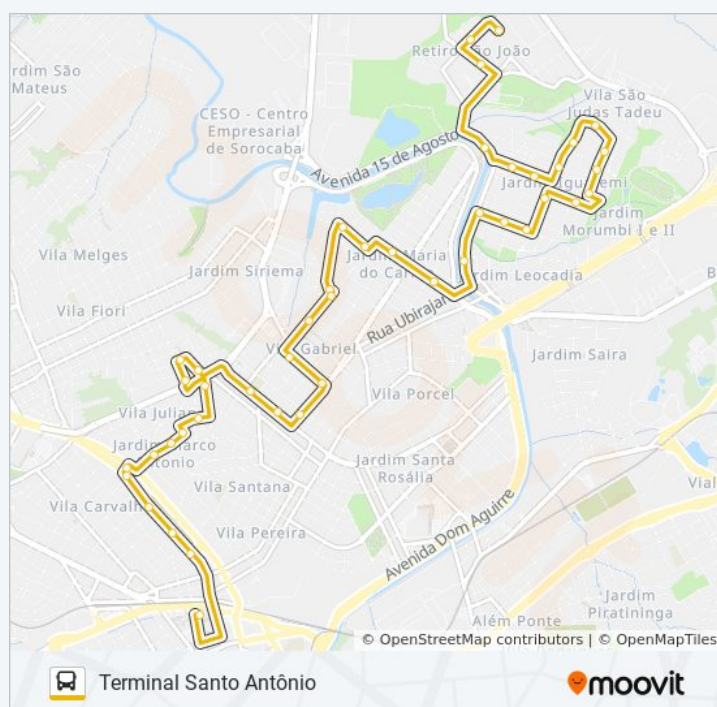 Retiro São João
Jardim São
Mateus
CESO - Centro
Empresarial
de Sorocaba
Vila São
Judas Tadeu
Avenida 15 de Agosto
Jardim Iguatemi
Jardim
Morumbi I e II
Vila Melges
Jardim Siriema
Jardim Maria
do Carmo
Jardim Leocadia
B
Vila Fiori
Rua Ubirajara
Vila Gabriel
Jardim Saira
Vila Juliana
Vila Porcel
Jardim Marco
Antonio
Jardim Santa
Rosália
Vila Santana
Vial
Vila Carvalho
Vila Pereira
Avenida Dom Aguirre
Jardim
Piratininga
Além Ponte
© OpenStreetMap contributors | © OpenMapTiles
Terminal Santo Antônio
moovit